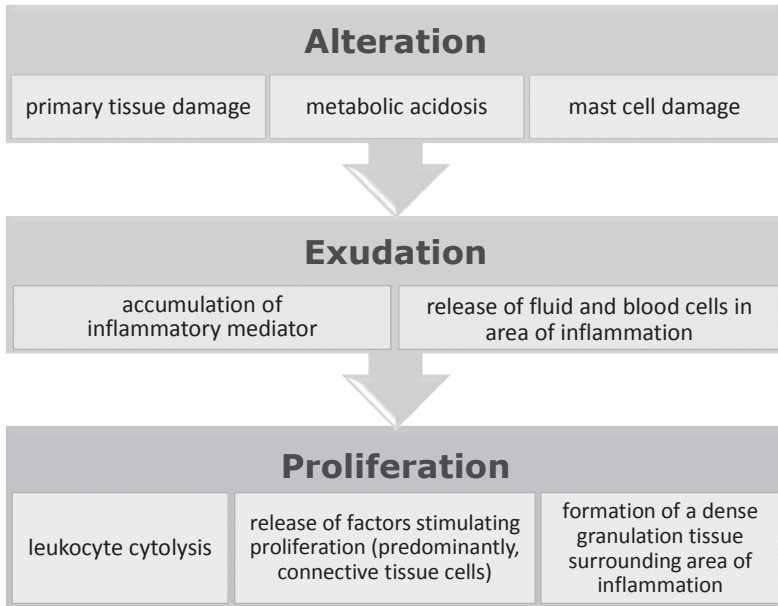 Alteration
primary tissue damage
metabolic acidosis
mast cell damage
Exudation
accumulation of
inflammatory mediator
release of fluid and blood cells in
area of inflammation
Proliferation
leukocyte cytolysis
release of factors stimulating
proliferation (predominantly,
connective tissue cells)
formation of a dense
granulation tissue
surrounding area of
inflammation